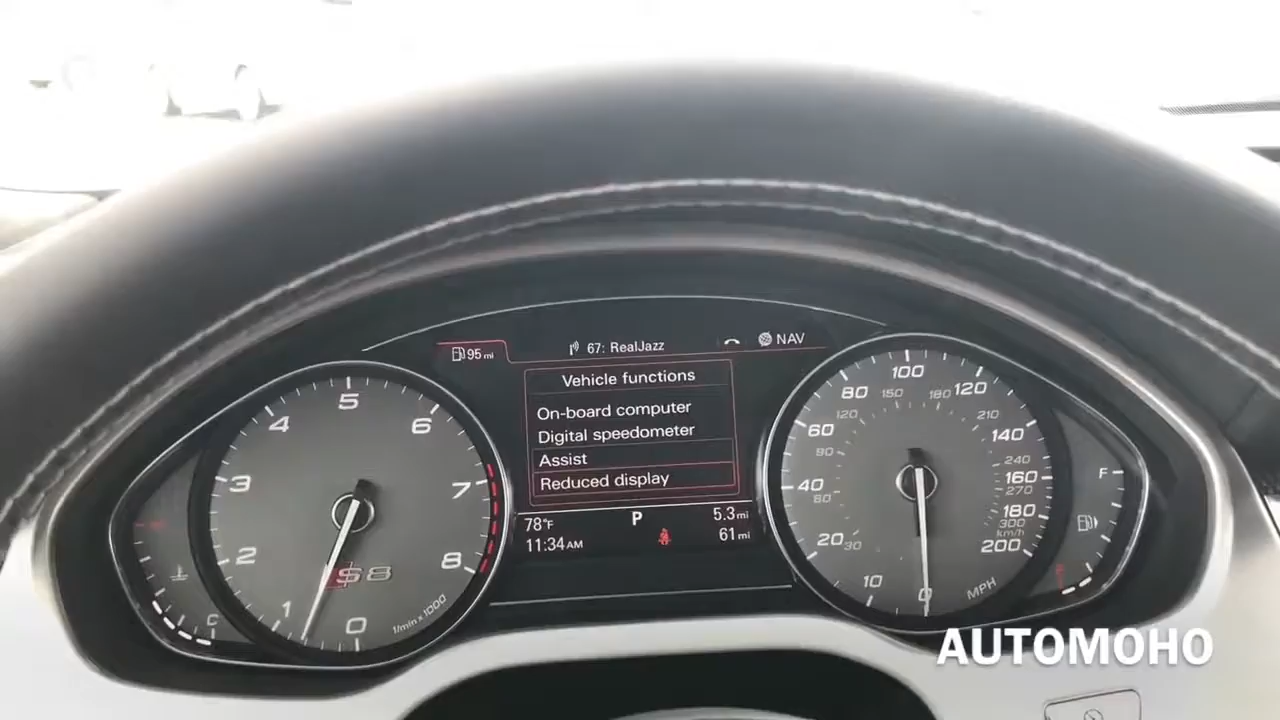 67: RealJazz
NAV
95 mi
Vehicle functions
On-board computer
Digital speedometer
Assist
Reduced display
78°F
P
5.3 mi
11:34 AM
61 mi
0
1
2
3
4
5
6
7
8
S8
1/min x 1000
C
0
10
20
40
60
80
100
120
140
160
180
200
MPH
30
60
90
120
150
180
210
240
270
300
km/h
F
AUTOMOHO